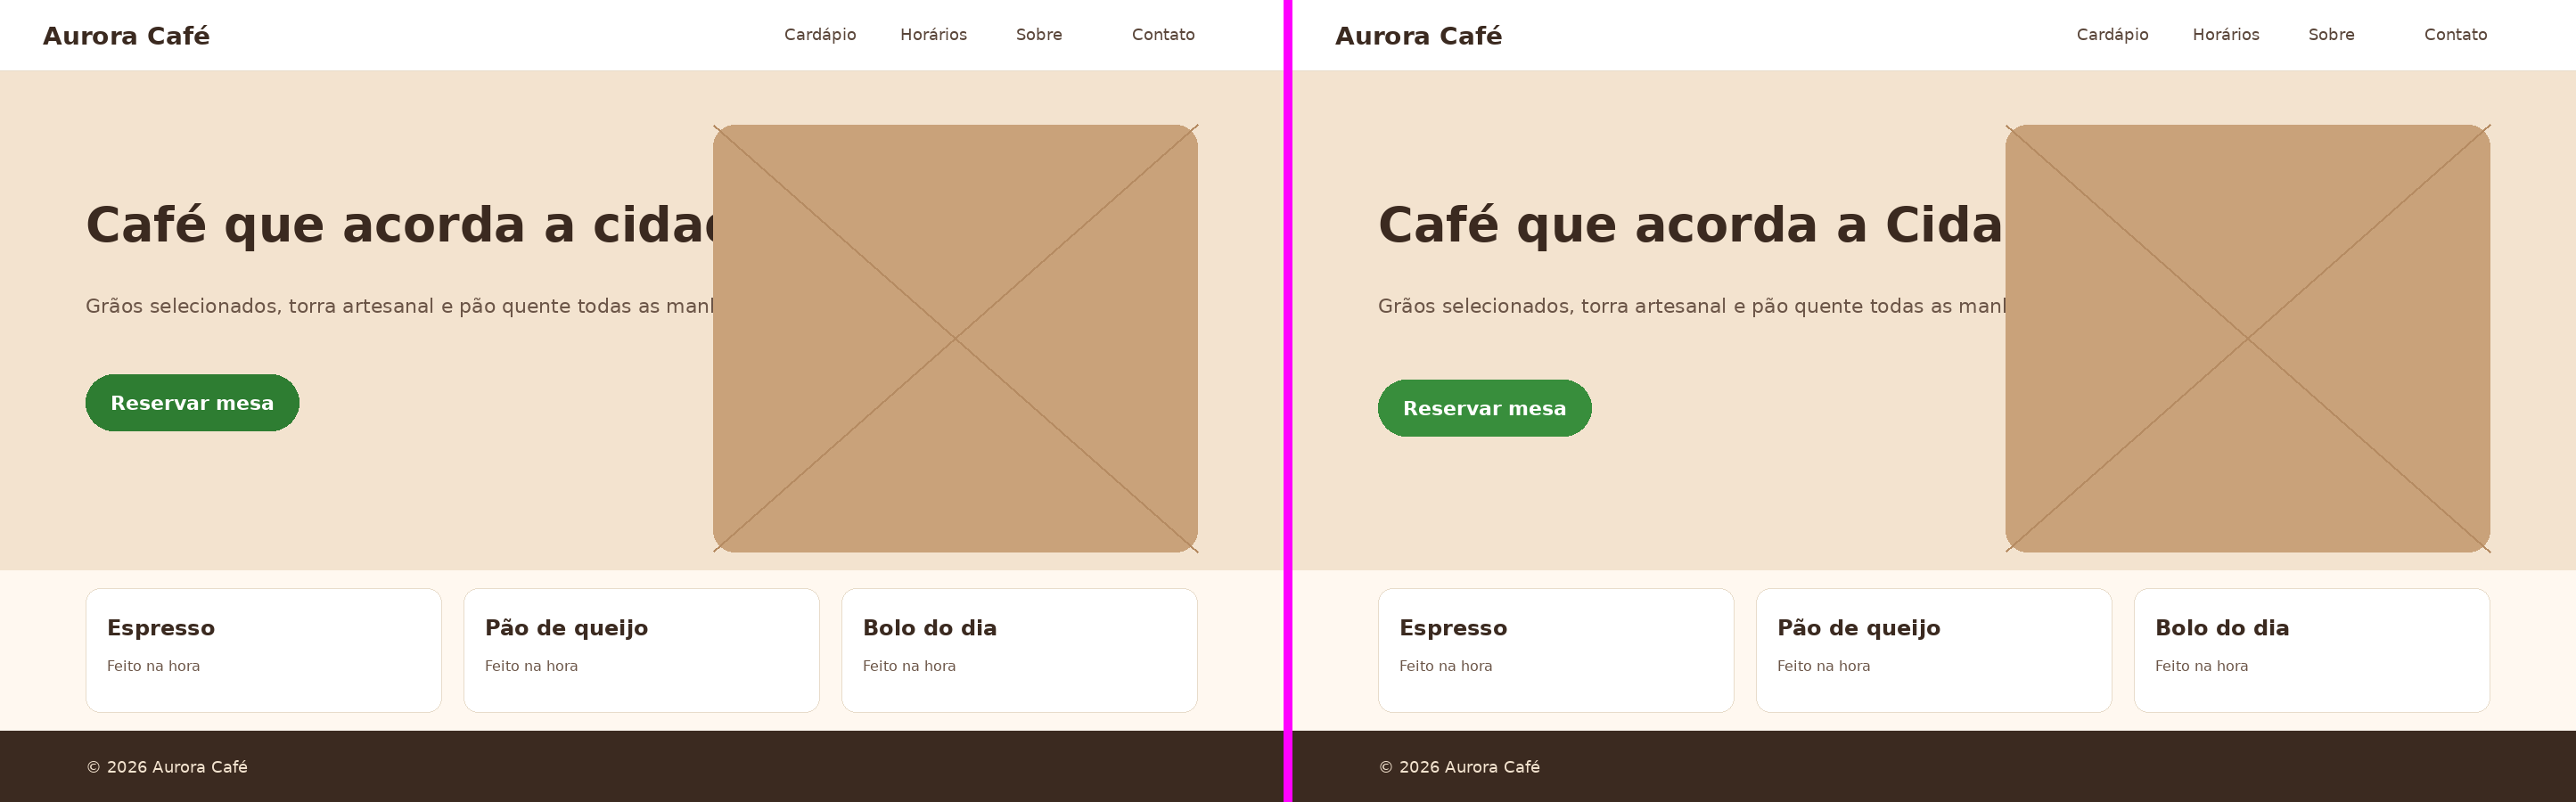 Aurora Café
Cardápio Horários Sobre Contato
Café que acorda a
Grãos selecionados, torra artesanal e pão quente todas as
Reservar mesa
Espresso
Feito na hora
Pão de queijo
Feito na hora
Bolo do dia
Feito na hora
© 2026 Aurora Café
Aurora Café
Cardápio Horários Sobre Contato
Café que acorda a
Grãos selecionados, torra artesanal e pão quente todas as
Reservar mesa
Espresso
Feito na hora
Pão de queijo
Feito na hora
Bolo do dia
Feito na hora
© 2026 Aurora Café